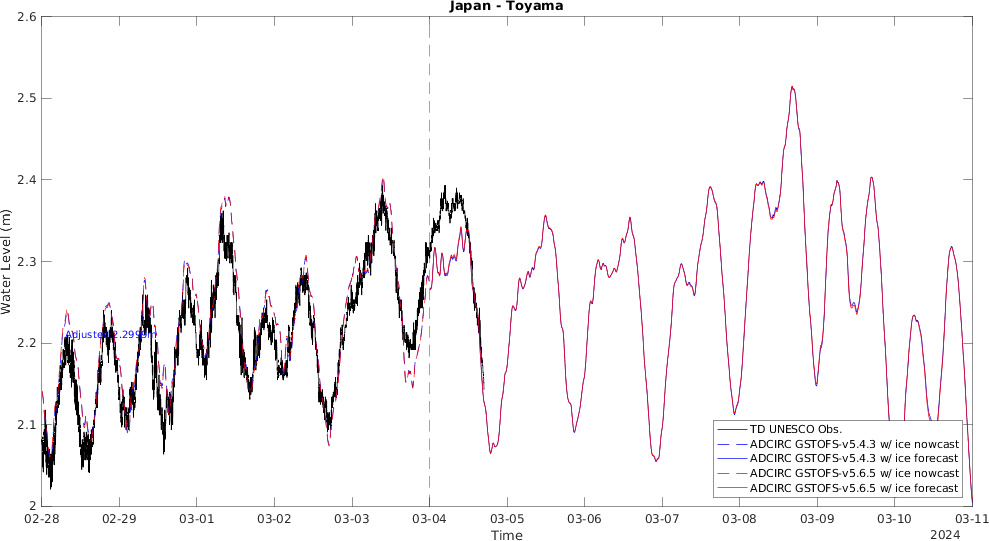 Japan - Toyama
Water Level (m)
2.6
2.5
2.4
2.3
2.2
2.1
2
Adjusted 2.2999m
TD UNESCO Obs.
ADCIRC GSTOFS-v5.4.3 w/ ice nowcast
ADCIRC GSTOFS-v5.4.3 w/ ice forecast
ADCIRC GSTOFS-v5.6.5 w/ ice nowcast
ADCIRC GSTOFS-v5.6.5 w/ ice forecast
02-28 02-29 03-01 03-02 03-03 03-04 03-05 03-06 03-07 03-08 03-09 03-10 03-11
Time
2024